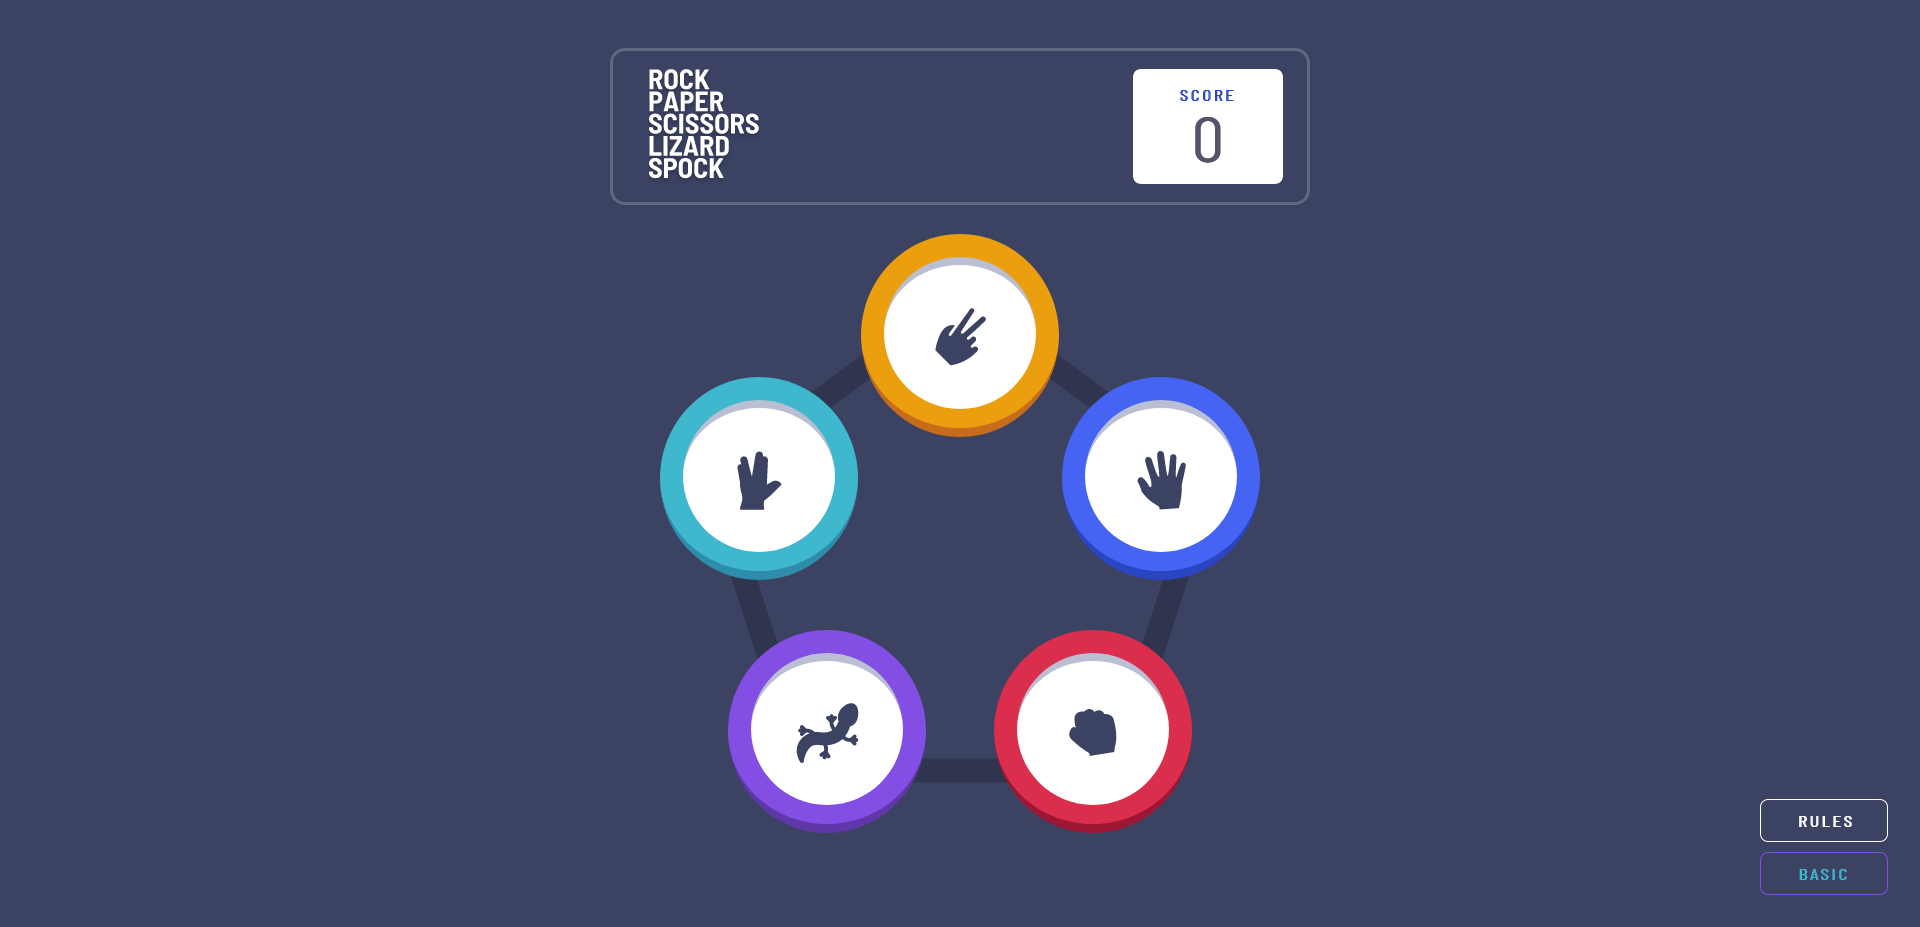 ROCK
PAPER
SCISSORS
LIZARD
SPOCK
SCORE
0
RULES
BASIC